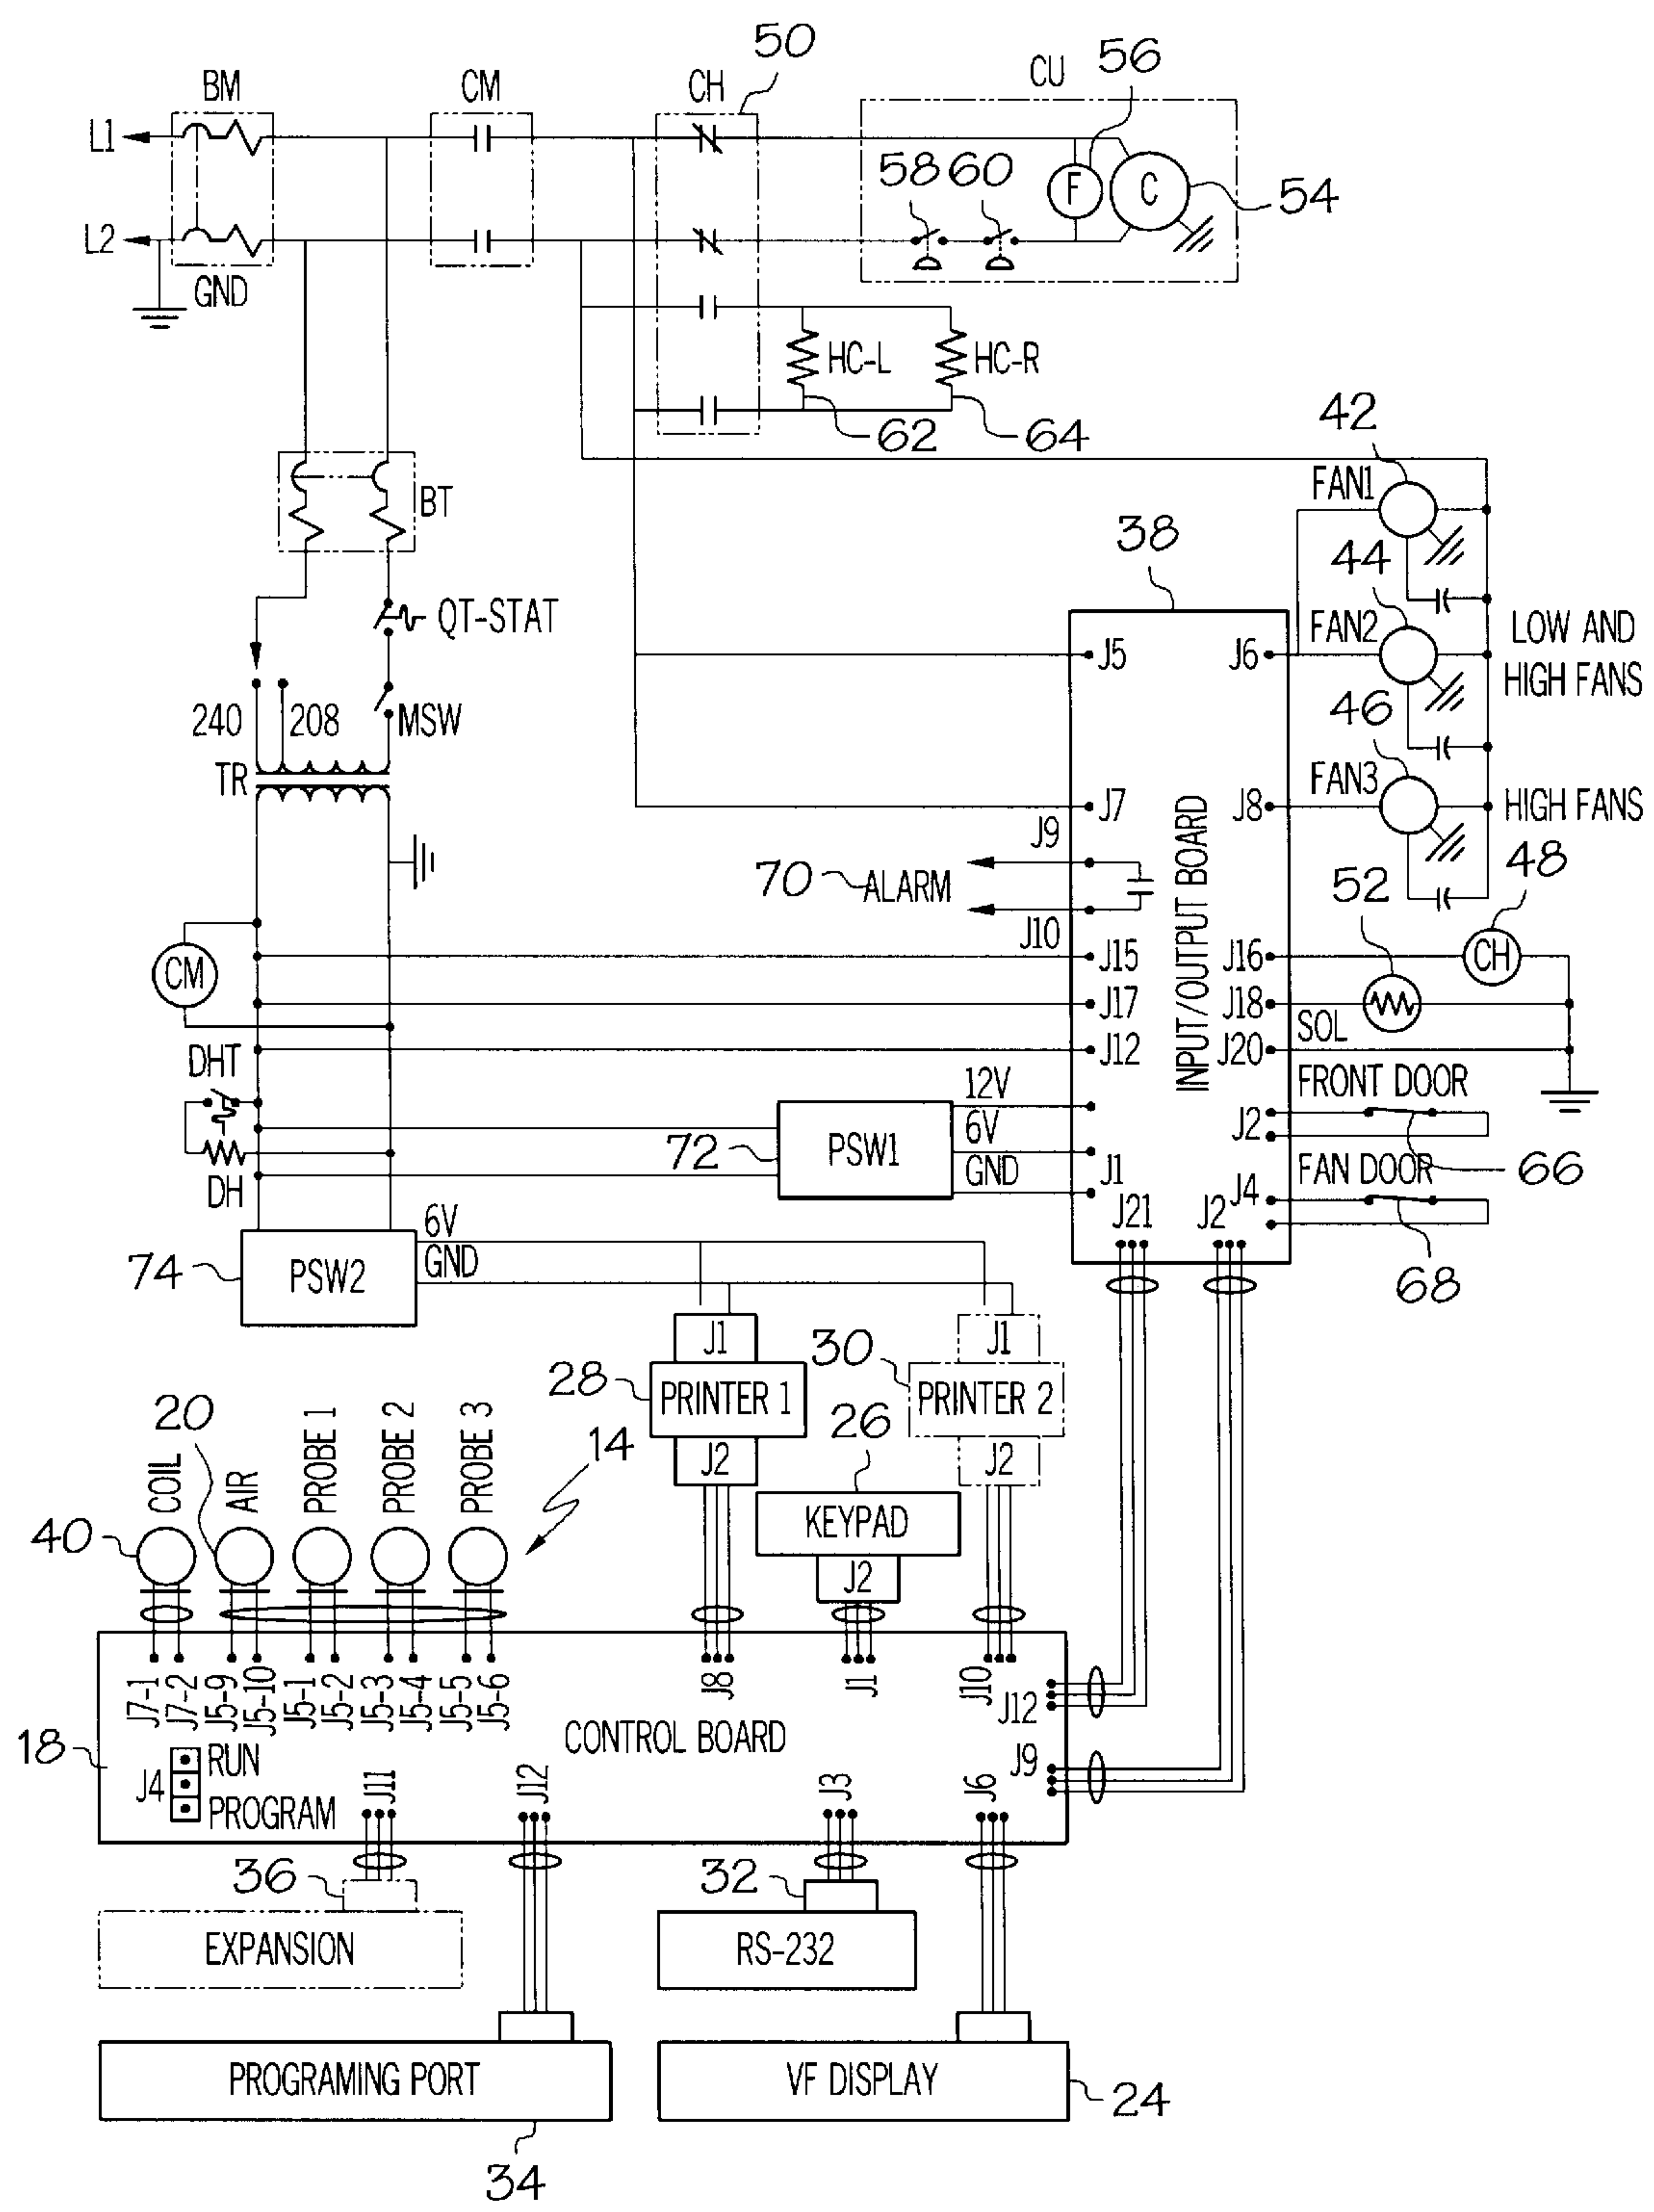 50
56
BM
CM
CH
CU
L1
58 60
F
C
54
L2
GND
HC-L
HC-R
62
64
42
FAN1
BT
38
44
QT-STAT
FAN2
LOW AND
HIGH FANS
J5
J6
46
240
208
MSW
TR
FAN3
J7
J8
HIGH FANS
J9
48
70
ALARM
52
INPUT/OUTPUT BOARD
J10
CM
J15
J16
CH
J17
J18
SOL
DHT
J12
J20
12V
FRONT DOOR
6V
J2
72
PSW1
GND
J1
FAN DOOR
66
DH
J4
J21
J2
6V
GND
74
PSW2
68
J1
30
J1
28
PRINTER 1
PRINTER 2
20
26
14
J2
J2
COIL
AIR
PROBE 1
PROBE 2
PROBE 3
KEYPAD
40
J2
J7-1
J7-2
J5-9
J5-10
J5-1
J5-2
J5-3
J5-4
J5-5
J5-6
J8
J1
J10
J12
18
CONTROL BOARD
RUN
J4
PROGRAM
J11
J12
J3
J6
J9
36
32
EXPANSION
RS-232
PROGRAMING PORT
VF DISPLAY
24
34